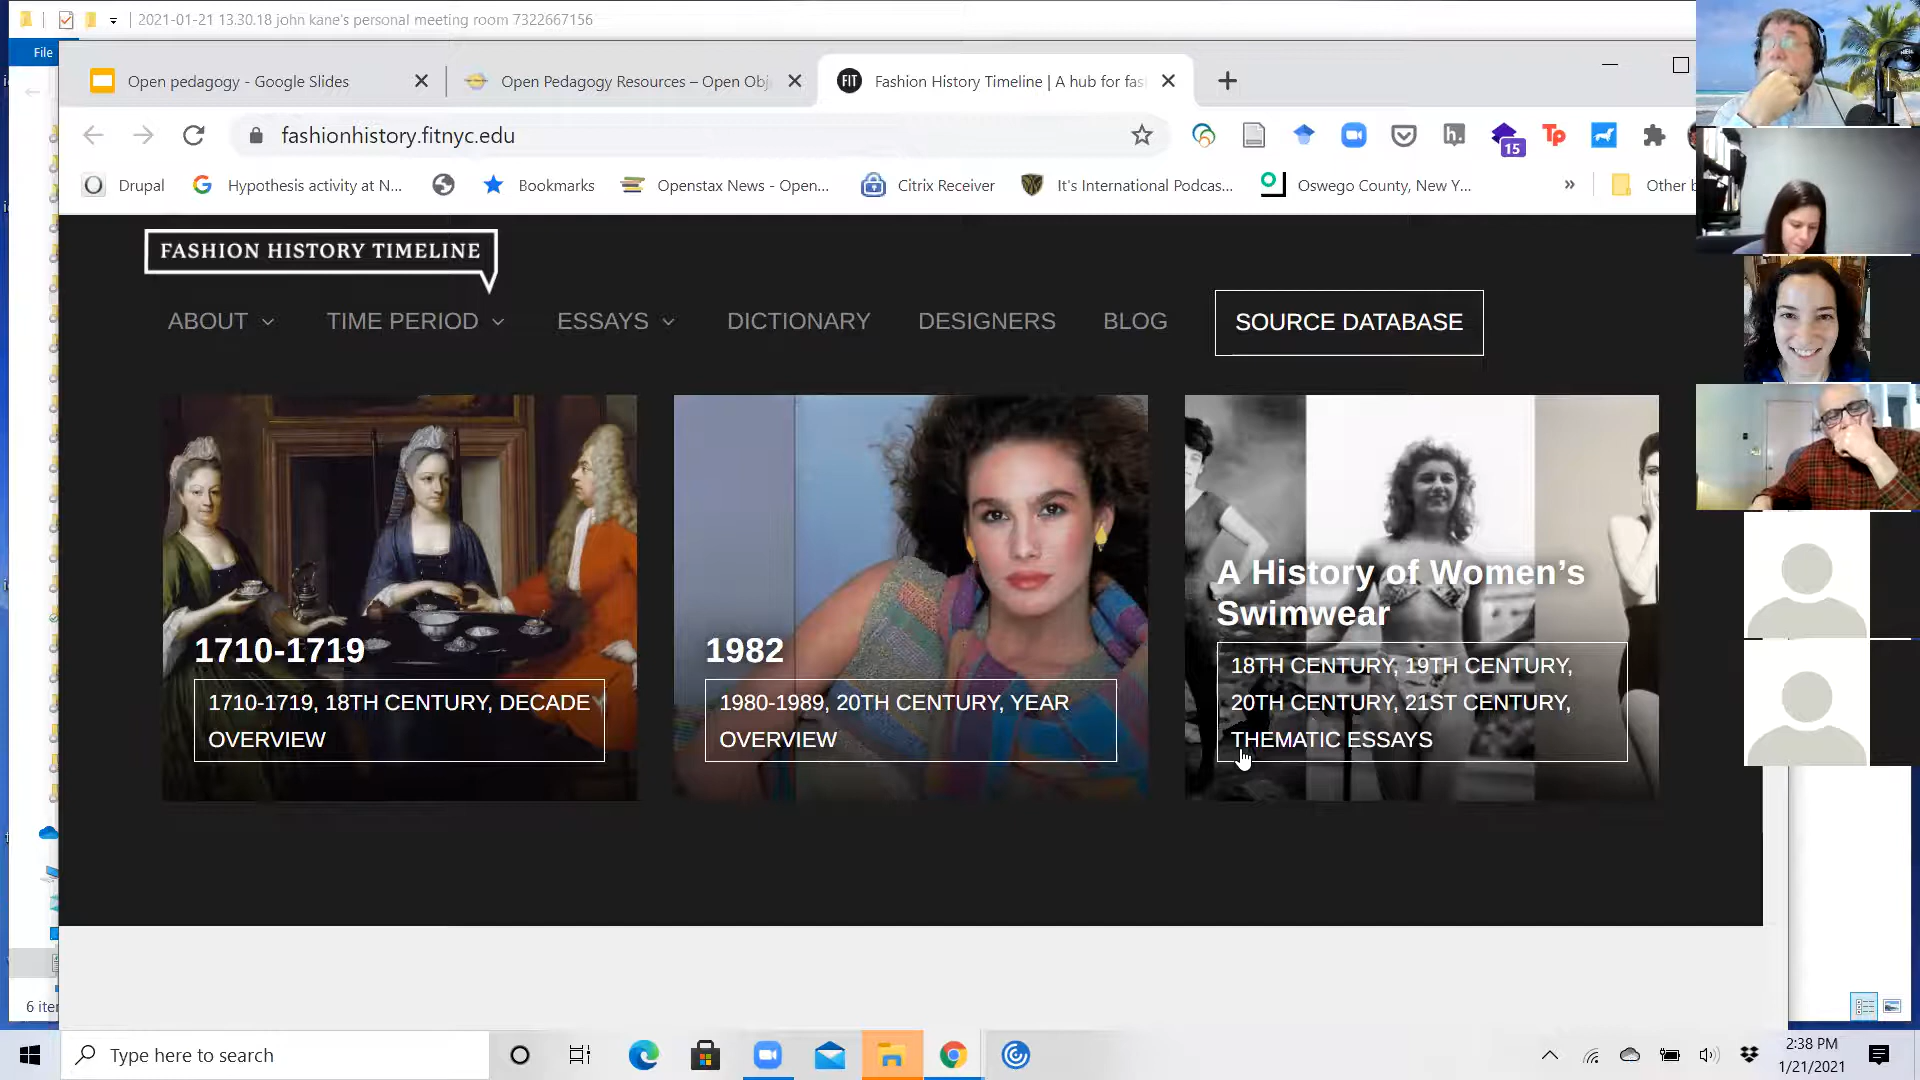 2021-01-21 13.30.18 john kane's personal meeting room 7322667156
File
Open pedagogy - Google Slides
Open Pedagogy Resources – Open Obj
FIT
Fashion History Timeline | A hub for fas
fashionhistory.fitnyc.edu
h.
15
Tp
Drupal
Hypothesis activity at N...
Bookmarks
Openstax News - Open...
Citrix Receiver
It's International Podcas...
Oswego County, New Y...
»
Other b
FASHION HISTORY TIMELINE
ABOUT
TIME PERIOD
ESSAYS
DICTIONARY
DESIGNERS
BLOG
SOURCE DATABASE
1710-1719
1710-1719, 18TH CENTURY, DECADE
OVERVIEW
1982
1980-1989, 20TH CENTURY, YEAR
OVERVIEW
A History of Women's
Swimwear
18TH CENTURY, 19TH CENTURY,
20TH CENTURY, 21ST CENTURY,
THEMATIC ESSAYS
6 iter
Type here to search
2:38 PM
1/21/2021